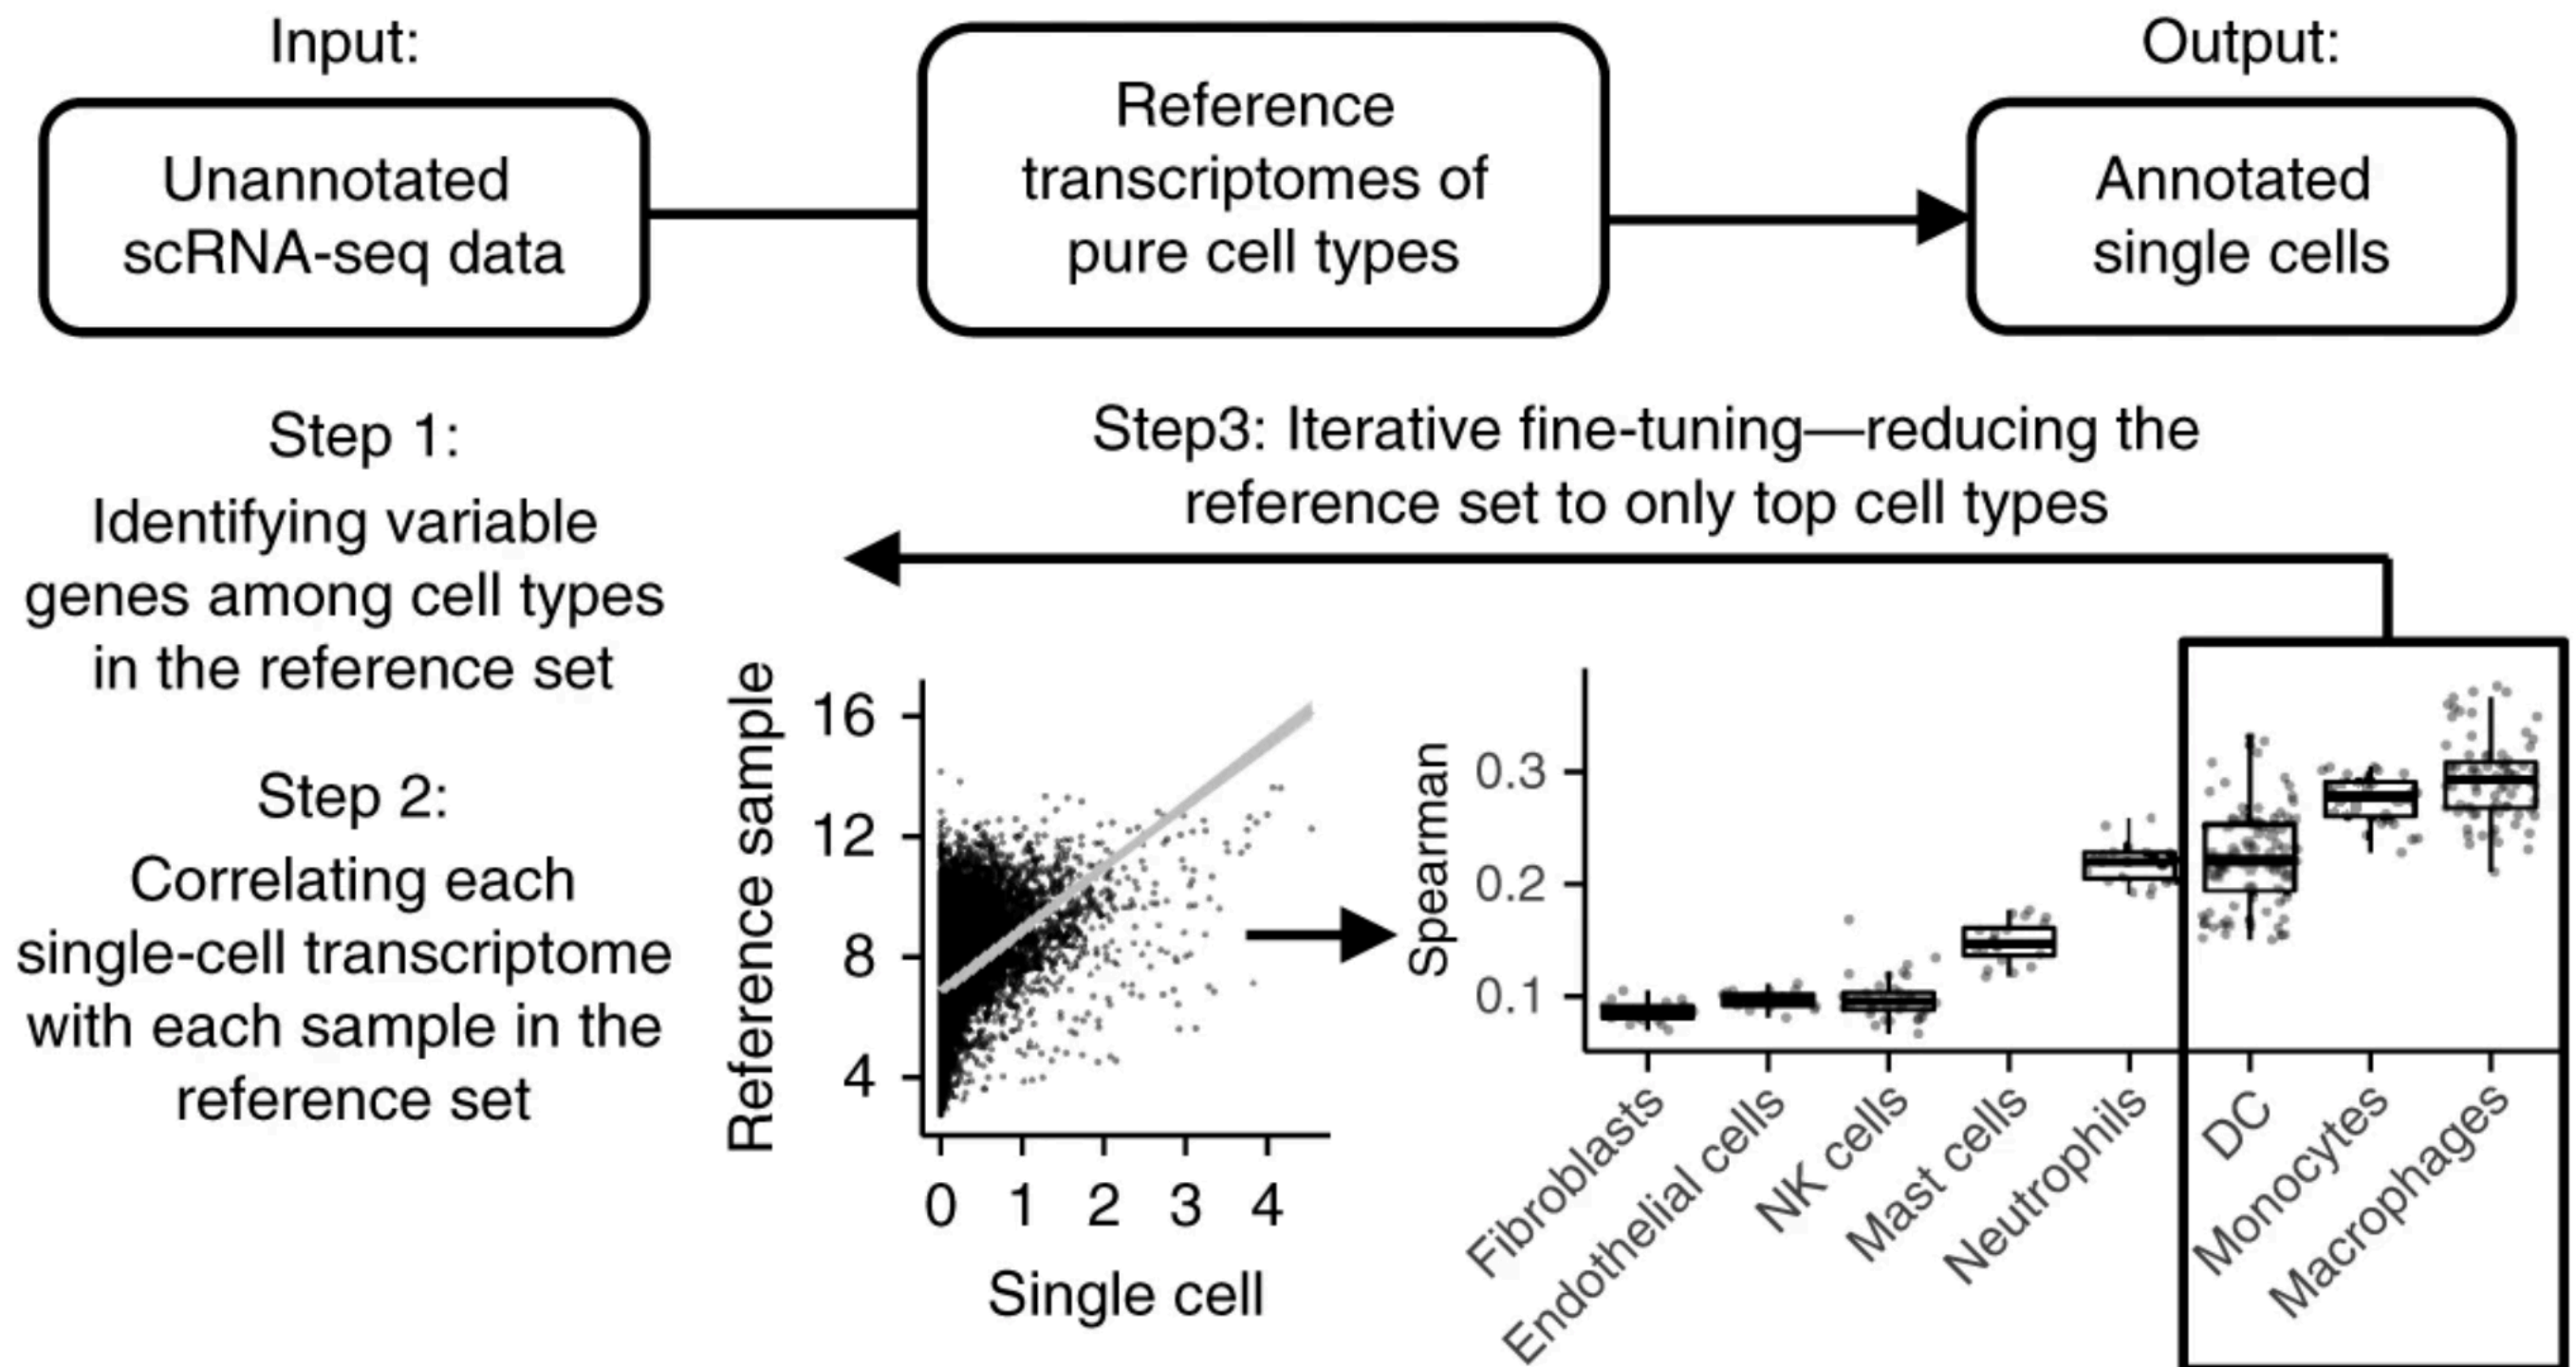 Input:
Unannotated
scRNA-seq data
Reference
transcriptomes of
pure cell types
Output:
Annotated
single cells
Step 1:
Identifying variable
genes among cell types
in the reference set
Step 2:
Correlating each
single-cell transcriptome
with each sample in the
reference set
Step3: Iterative fine-tuning—reducing the
reference set to only top cell types
Reference sample
16
12
8
4
0 1 2 3 4
Single cell
Spearman
0.3
0.2
0.1
Fibroblasts
Endothelial cells
NK cells
Mast cells
Neutrophils
DC
Monocytes
Macrophages